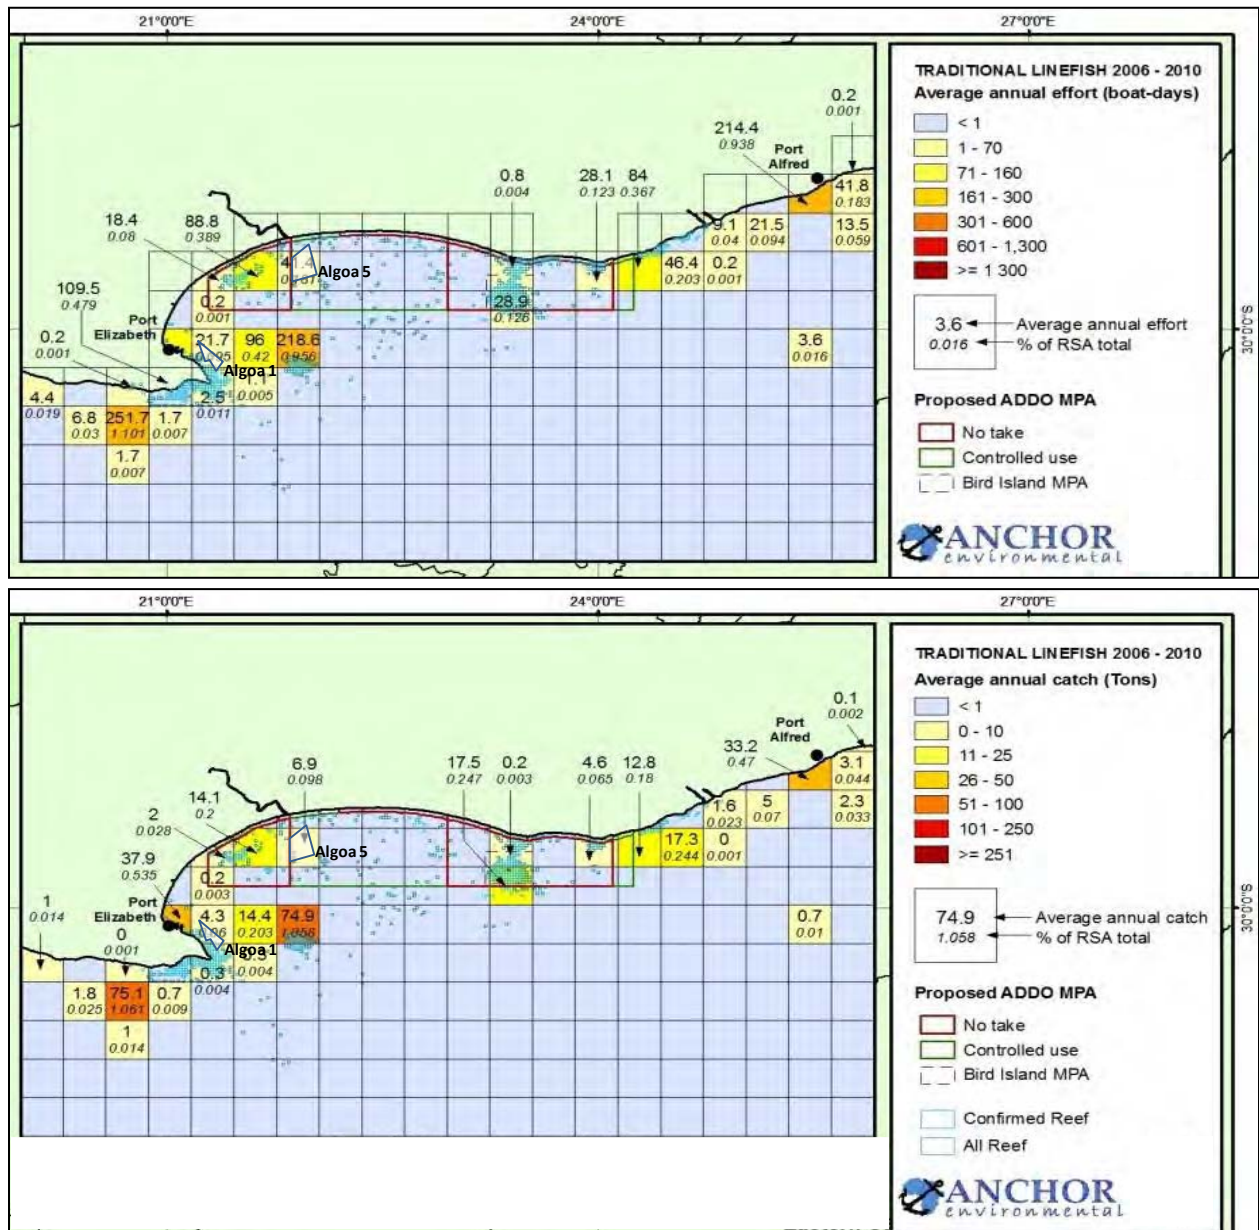 21°0'0"E 24°0'0"E 27°0'0"E
TRADITIONAL LINEFISH 2006 - 2010
Average annual effort (boat-days)
< 1
1 - 70
71 - 160
161 - 300
301 - 600
601 - 1,300
>= 1 300
3.6 Average annual effort
0.016 % of RSA total
Proposed ADDO MPA
No take
Controlled use
Bird Island MPA
ANCHOR
environmental
30°0'0"S
0.2
0.001
214.4
0.938
Port
Alfred
0.8
0.004
28.1
0.123
84
0.367
41.8
0.183
18.4
0.08
88.8
0.389
9.1
0.04
21.5
0.094
13.5
0.059
41.4
Algoa 5
46.4
0.203
0.2
0.001
109.5
0.479
0.2
0.001
28.9
0.126
Port
Elizabeth
0.2
0.001
21.7
96
0.42
218.6
0.956
3.6
0.016
Algoa 1
0.005
4.4
0.019
2.5
0.011
6.8
0.03
251.7
1.101
1.7
0.007
1.7
0.007
21°0'0"E 24°0'0"E 27°0'0"E
TRADITIONAL LINEFISH 2006 - 2010
Average annual catch (Tons)
< 1
0 - 10
11 - 25
26 - 50
51 - 100
101 - 250
>= 251
74.9 Average annual catch
1.058 % of RSA total
Proposed ADDO MPA
No take
Controlled use
Bird Island MPA
Confirmed Reef
All Reef
ANCHOR
environmental
30°0'0"S
0.1
0.002
Port
Alfred
33.2
0.47
6.9
0.098
17.5
0.247
0.2
0.003
4.6
0.065
12.8
0.18
3.1
0.044
14.1
0.2
2
0.028
1.6
0.023
5
0.07
2.3
0.033
Algoa 5
17.3
0.244
0
0.001
37.9
0.535
0.2
0.003
1
0.014
Port
Elizabeth
0
0.001
4.3
14.4
0.203
74.9
1.058
0.7
0.01
Algoa 1
0.004
0.3
0.004
1.8
0.025
75.1
1.061
0.7
0.009
1
0.014